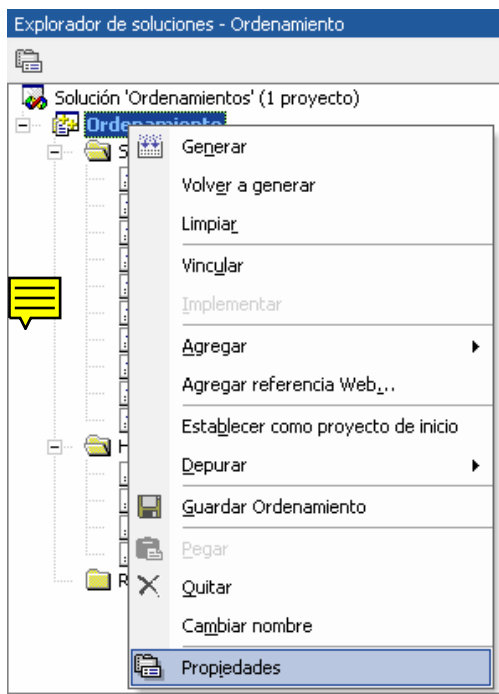 Explorador de soluciones - Ordenamiento
Solución 'Ordenamientos' (1 proyecto)
Ordenamiento
S
Generar
Volver a generar
Limpiar
Vincular
Implementar
Agregar
Agregar referencia Web...
Establecer como proyecto de inicio
H
Depurar
Guardar Ordenamiento
Pegar
R
Quitar
Cambiar nombre
Propiedades